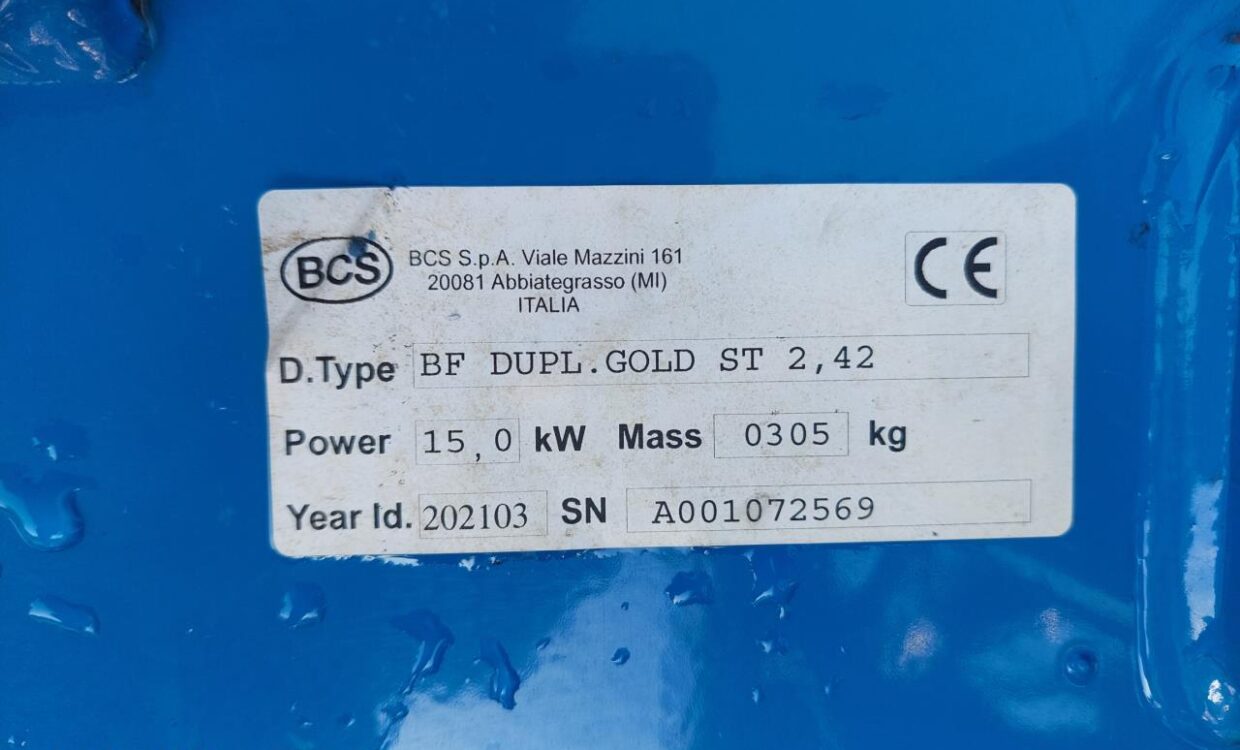 BCS
BCS S.p.A. Viale Mazzini 161
20081 Abbiategrasso (MI)
ITALIA
CE
D.Type BF DUPL.GOLD ST 2,42
Power 15,0 kW Mass 0305 kg
Year Id. 202103 SN A001072569